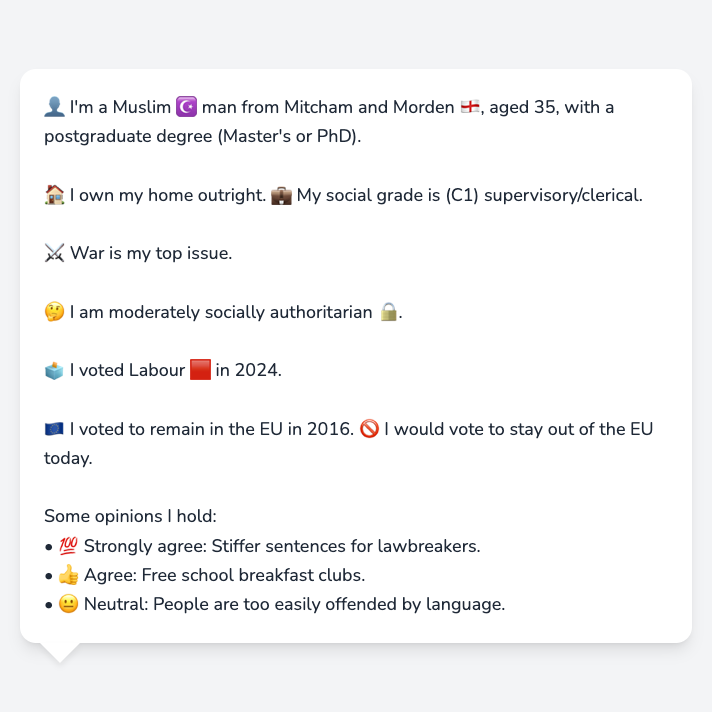 👤 I'm a Muslim ☪️ man from Mitcham and Morden 🏴󠁧󠁢󠁥󠁮󠁧󠁿, aged 35, with a
postgraduate degree (Master's or PhD).
🏠 I own my home outright. 💼 My social grade is (C1) supervisory/clerical.
⚔️ War is my top issue.
🤔 I am moderately socially authoritarian 🔒.
🗳️ I voted Labour 🟥 in 2024.
🇪🇺 I voted to remain in the EU in 2016. 🚫 I would vote to stay out of the EU
today.
Some opinions I hold:
• 💯 Strongly agree: Stiffer sentences for lawbreakers.
• 👍 Agree: Free school breakfast clubs.
• 😐 Neutral: People are too easily offended by language.